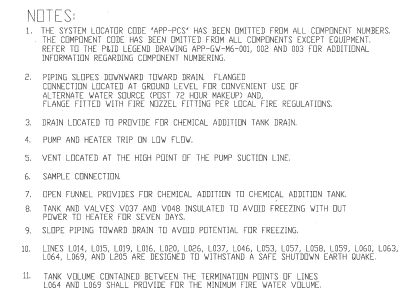 NOTES:
1. THE SYSTEM LOCATOR CODE "APP-PCS" HAS BEEN OMITTED FROM ALL COMPONENT NUMBERS.
THE COMPONENT CODE HAS BEEN OMITTED FROM ALL COMPONENTS EXCEPT EQUIPMENT.
REFER TO THE P&ID LEGEND DRAWING APP-GW-M6-001, 002 AND 003 FOR ADDITIONAL
INFORMATION REGARDING COMPONENT NUMBERING.
2. PIPING SLOPES DOWNWARD TOWARD DRAIN. FLANGED
CONNECTION LOCATED AT GROUND LEVEL FOR CONVENIENT USE OF
ALTERNATE WATER SOURCE (POST 72 HOUR MAKEUP) AND,
FLANGE FITTED WITH FIRE NOZZEL FITTING PER LOCAL FIRE REGULATIONS.
3. DRAIN LOCATED TO PROVIDE FOR CHEMICAL ADDITION TANK DRAIN.
4. PUMP AND HEATER TRIP ON LOW FLOW.
5. VENT LOCATED AT THE HIGH POINT OF THE PUMP SUCTION LINE.
6. SAMPLE CONNECTION.
7. OPEN FUNNEL PROVIDES FOR CHEMICAL ADDITION TO CHEMICAL ADDITION TANK.
8. TANK AND VALVES V037 AND V048 INSULATED TO AVOID FREEZING WITH OUT
POWER TO HEATER FOR SEVEN DAYS.
9. SLOPE PIPING TOWARD DRAIN TO AVOID POTENTIAL FOR FREEZING.
10. LINES L014, L015, L019, L016, L020, L026, L037, L046, L053, L057, L058, L059, L060, L063,
L064, L069, AND L205 ARE DESIGNED TO WITHSTAND A SAFE SHUTDOWN EARTH QUAKE.
11. TANK VOLUME CONTAINED BETWEEN THE TERMINATION POINTS OF LINES
L064 AND L069 SHALL PROVIDE FOR THE MINIMUM FIRE WATER VOLUME.